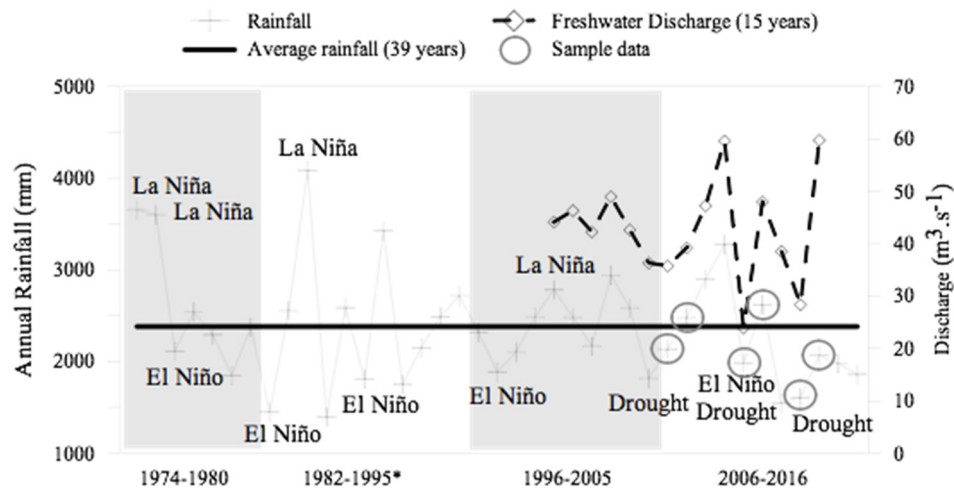 Rainfall
Freshwater Discharge (15 years)
Average rainfall (39 years)
Sample data
5000
4000
3000
2000
1000
Annual Rainfall (mm)
70
60
50
40
30
20
10
0
Discharge (m³.s⁻¹)
La Niña
La Niña
La Niña
La Niña
El Niño
El Niño
El Niño
El Niño
Drought
El Niño
Drought
Drought
1974-1980
1982-1995*
1996-2005
2006-2016